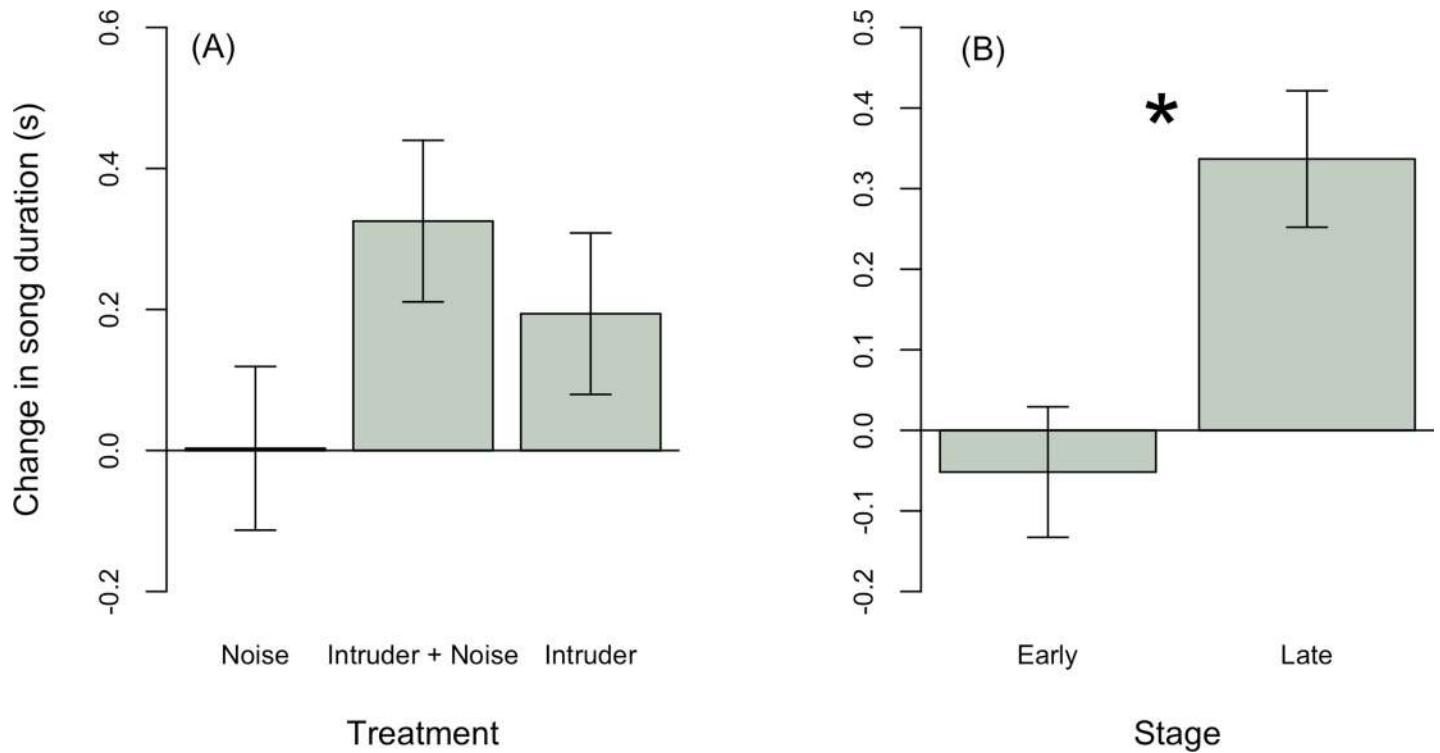 (A)
Change in song duration (s)
0.6
0.4
0.2
0.0
-0.2
Noise
Intruder + Noise
Intruder
Treatment
(B)
*
0.5
0.4
0.3
0.2
0.1
0.0
-0.1
-0.2
Early
Late
Stage